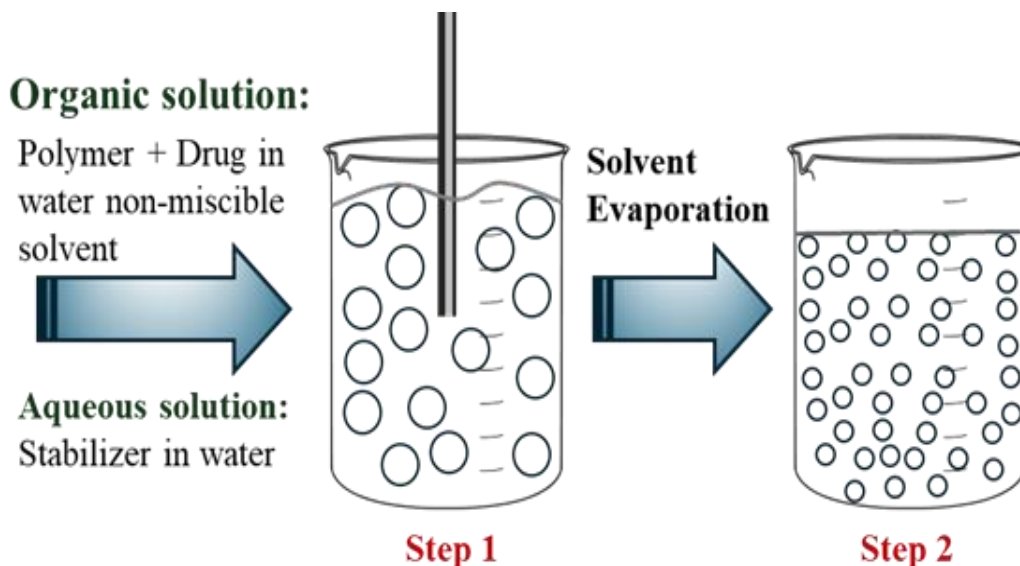 Organic solution:
Polymer + Drug in
water non-miscible
solvent
Aqueous solution:
Stabilizer in water
Solvent
Evaporation
Step 1
Step 2